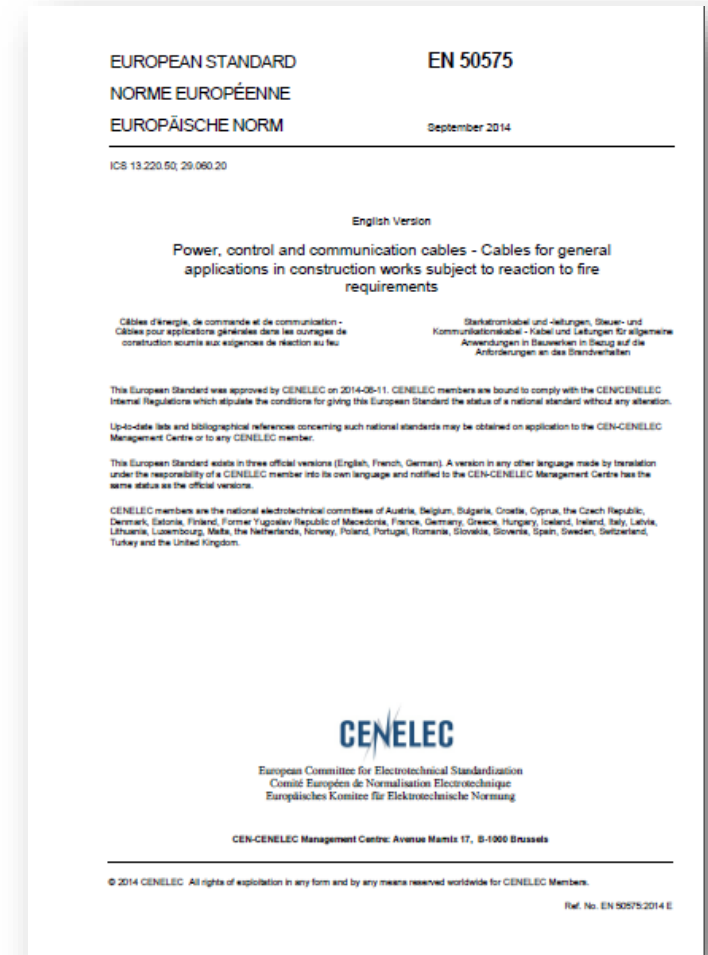 EUROPEAN STANDARD
EN 50575
NORME EUROPÉENNE
EUROPÄISCHE NORM
September 2014
ICS 13.220.50; 29.060.20
English Version
Power, control and communication cables - Cables for general
applications in construction works subject to reaction to fire
requirements
Câbles d'énergie, de commande et de communication -
Câbles pour applications générales dans les ouvrages de
construction soumis aux exigences de réaction au feu
Starkstromkabel und -leitungen, Steuer- und
Kommunikationskabel - Kabel und Leitungen für allgemeine
Anwendungen in Bauwerken in Bezug auf die
Anforderungen an das Brandverhalten
This European Standard was approved by CENELEC on 2014-08-11. CENELEC members are bound to comply with the CEN/CENELEC
Internal Regulations which stipulate the conditions for giving this European Standard the status of a national standard without any alteration.
Up-to-date lists and bibliographical references concerning such national standards may be obtained on application to the CEN-CENELEC
Management Centre or to any CENELEC member.
This European Standard exists in three official versions (English, French, German). A version in any other language made by translation
under the responsibility of a CENELEC member into its own language and notified to the CEN-CENELEC Management Centre has the
same status as the official versions.
CENELEC members are the national electrotechnical committees of Austria, Belgium, Bulgaria, Croatia, Cyprus, the Czech Republic,
Denmark, Estonia, Finland, Former Yugoslav Republic of Macedonia, France, Germany, Greece, Hungary, Iceland, Ireland, Italy, Latvia,
Lithuania, Luxembourg, Malta, the Netherlands, Norway, Poland, Portugal, Romania, Slovakia, Slovenia, Spain, Sweden, Switzerland,
Turkey and the United Kingdom.
CENELEC
European Committee for Electrotechnical Standardization
Comité Européen de Normalisation Electrotechnique
Europäisches Komitee für Elektrotechnische Normung
CEN-CENELEC Management Centre: Avenue Marnix 17, B-1000 Brussels
© 2014 CENELEC All rights of exploitation in any form and by any means reserved worldwide for CENELEC Members.
Ref. No. EN 50575:2014 E